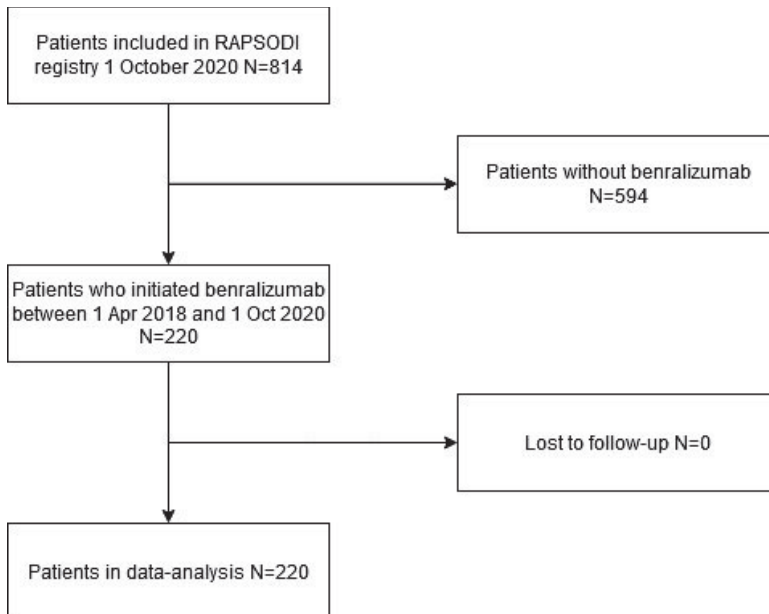 Patients included in RAPSODI
registry 1 October 2020 N=814
Patients without benralizumab
N=594
Patients who initiated benralizumab
between 1 Apr 2018 and 1 Oct 2020
N=220
Lost to follow-up N=0
Patients in data-analysis N=220